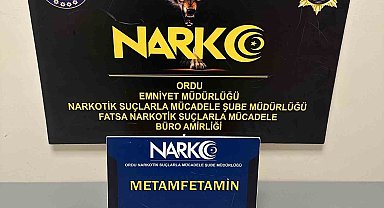 NARKO
ORDU
EMNİYET MÜDÜRLÜĞÜ
NARKOTİK SUÇLARLA MÜCADELE ŞUBE MÜDÜRLÜĞÜ
FATSA NARKOTİK SUÇLARLA MÜCADELE
BÜRO AMİRLİĞİ
NARKO
ORDU NARKOTİK SUÇLARLA MÜCADELE ŞUBE MÜDÜRLÜĞÜ
METAMFETAMİN